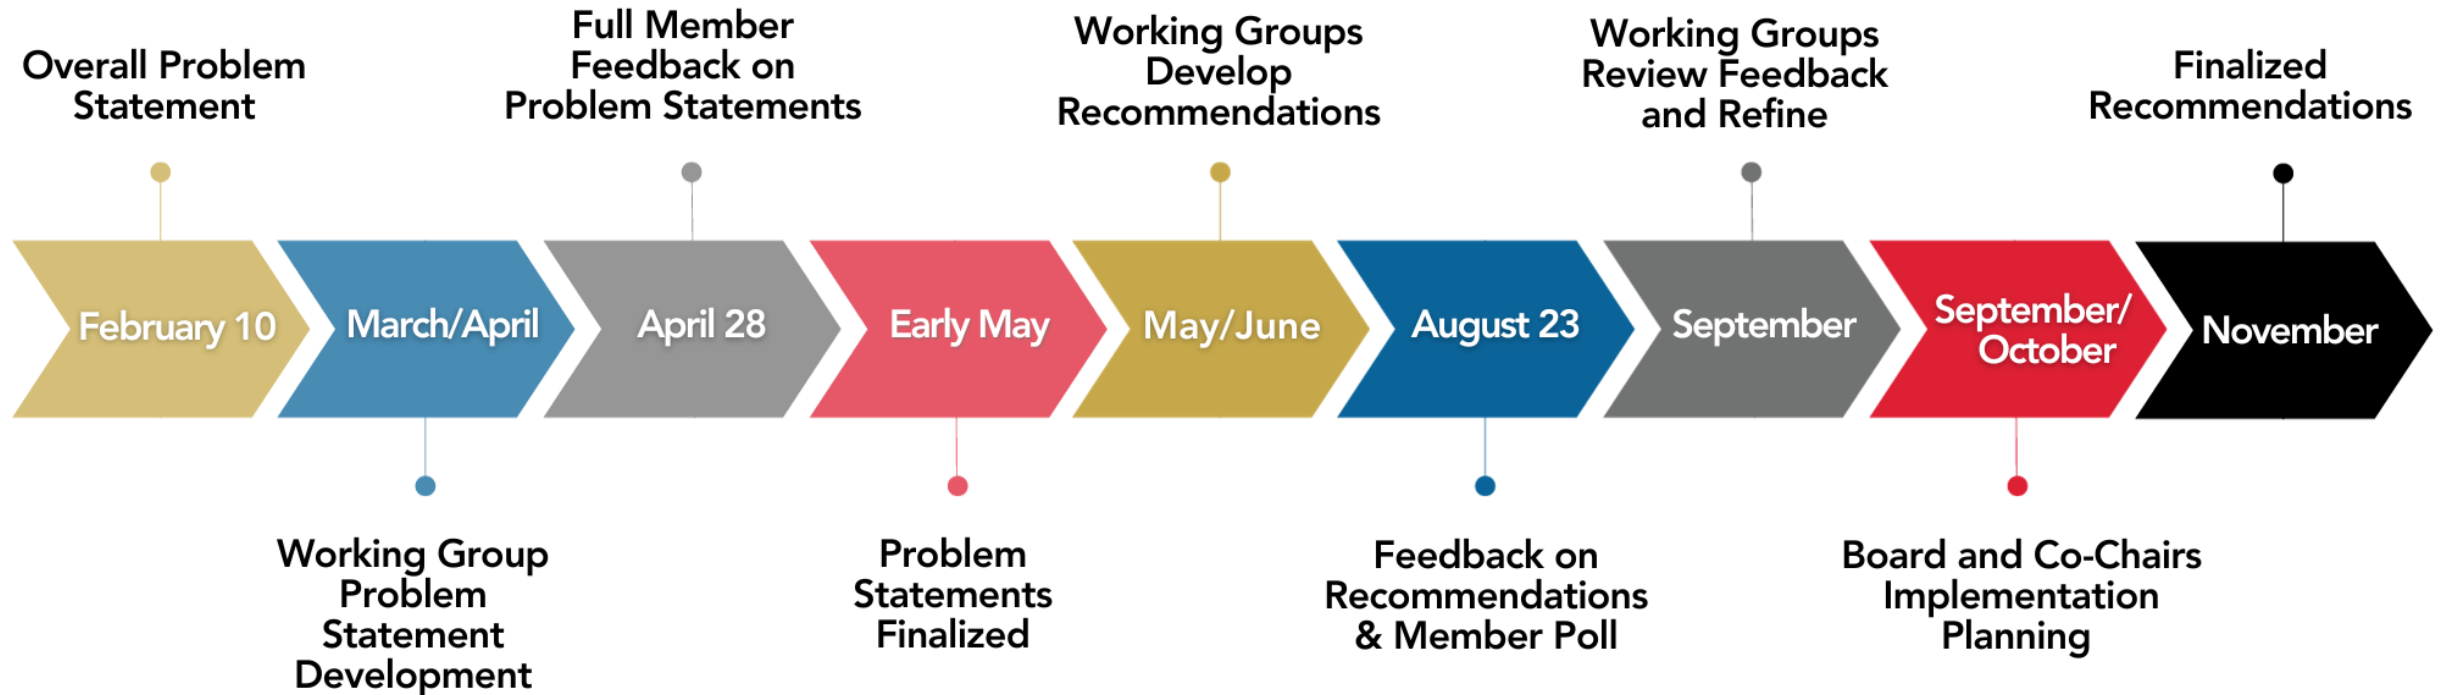 Overall Problem
Statement
Full Member
Feedback on
Problem Statements
Working Groups
Develop
Recommendations
Working Groups
Review Feedback
and Refine
Finalized
Recommendations
February 10
March/April
April 28
Early May
May/June
August 23
September
September/
October
November
Working Group
Problem
Statement
Development
Problem
Statements
Finalized
Feedback on
Recommendations
& Member Poll
Board and Co-Chairs
Implementation
Planning